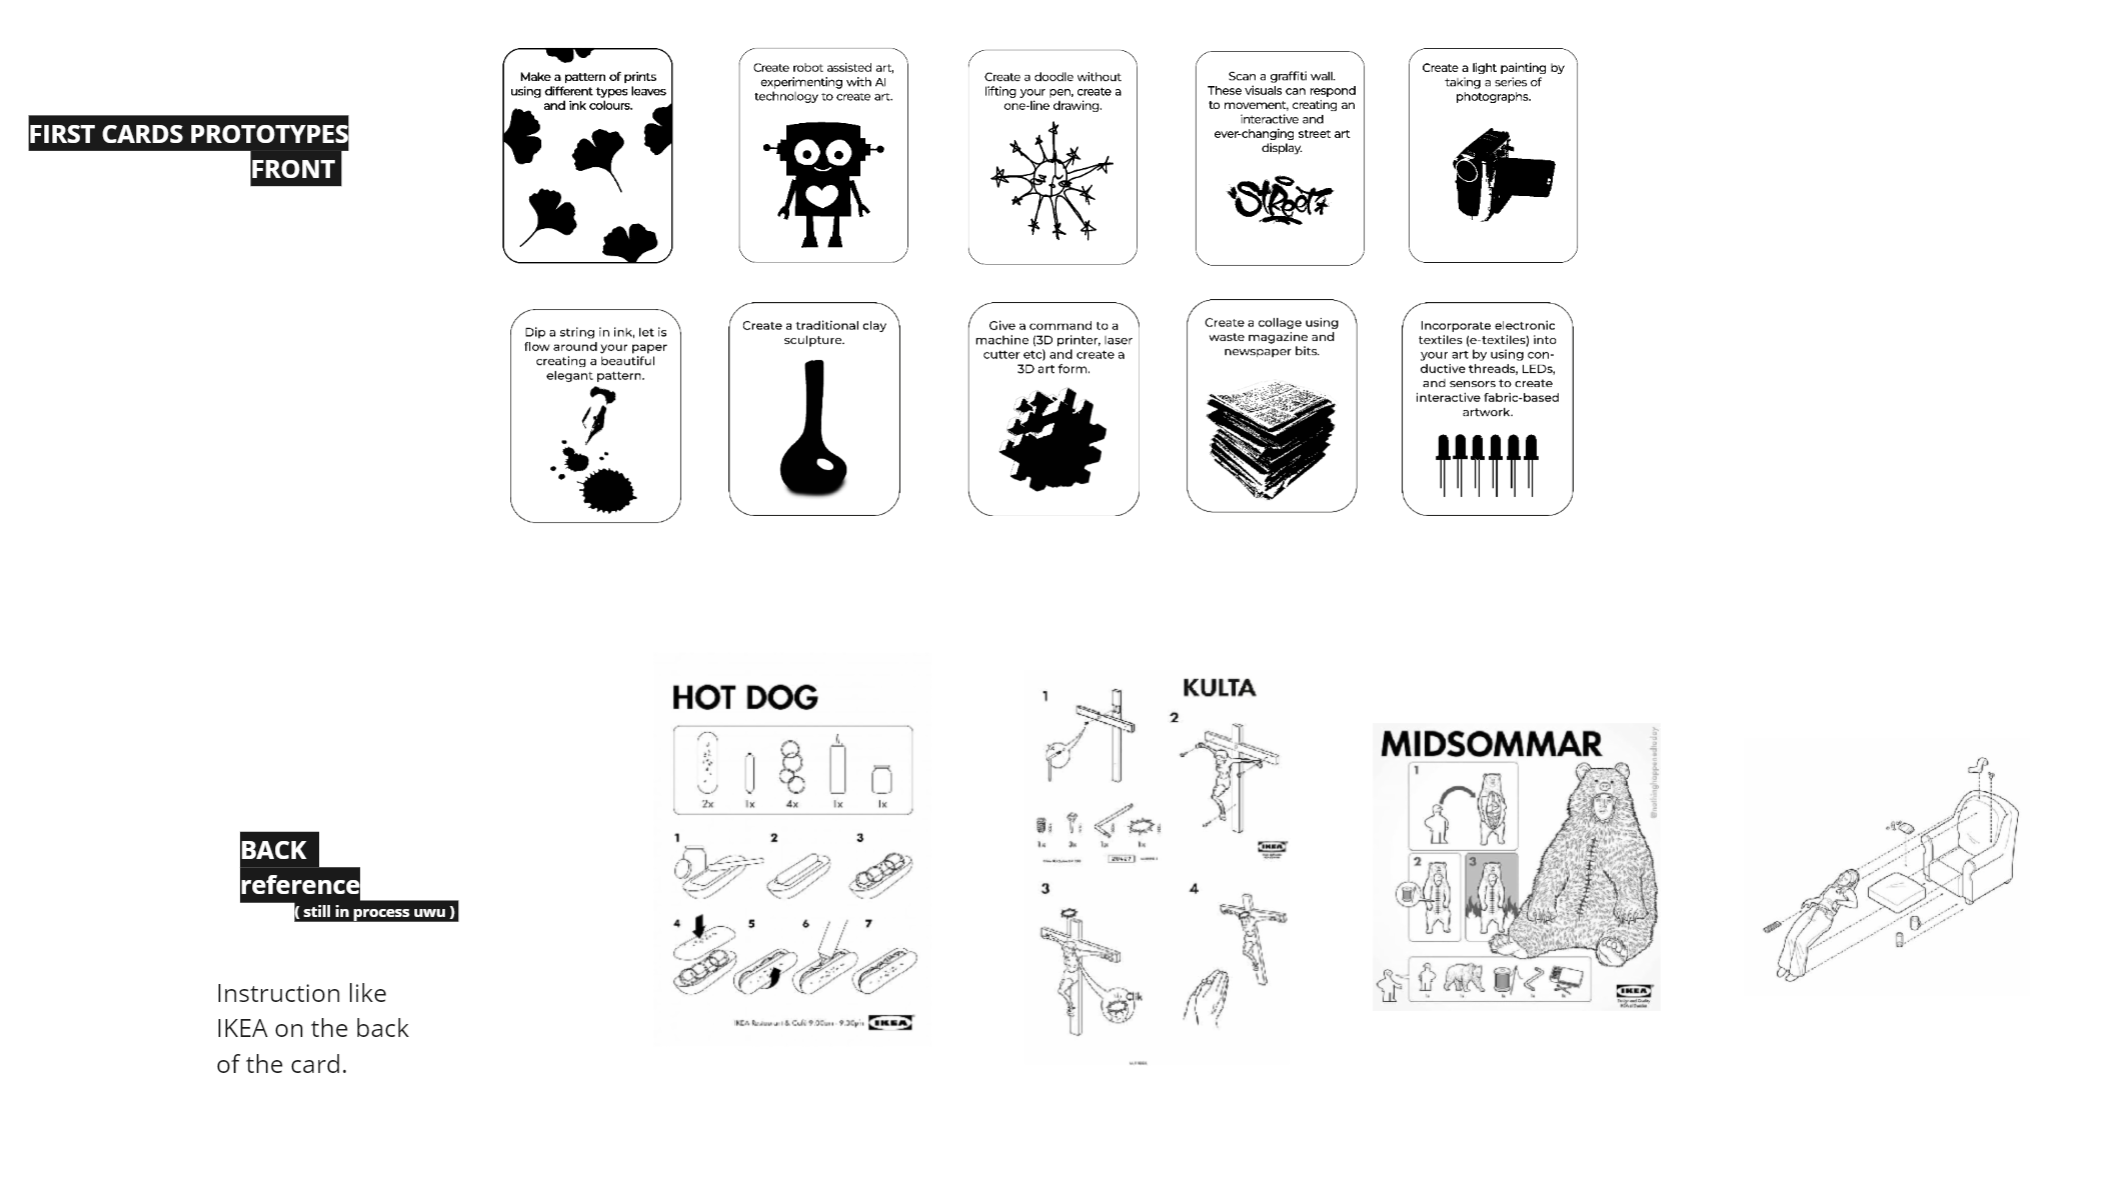 FIRST CARDS PROTOTYPES
FRONT
Make a pattern of prints
using different types leaves
and ink colours.
Create robot assisted art,
experimenting with AI
technology to create art.
Create a doodle without
lifting your pen, create a
one-line drawing.
Scan a graffiti wall.
These visuals can respond
to movement, creating an
interactive and
ever-changing street art
display.
STREET
Create a light painting by
taking a series of
photographs.
Dip a string in ink, let is
flow around your paper
creating a beautiful
elegant pattern.
Create a traditional clay
sculpture.
Give a command to a
machine (3D printer, laser
cutter etc) and create a
3D art form.
Create a collage using
waste magazine and
newspaper bits.
Incorporate electronic
textiles (e-textiles) into
your art by using con-
ductive threads, LEDs,
and sensors to create
interactive fabric-based
artwork.
BACK
reference
( still in process uwu )
Instruction like
IKEA on the back
of the card.
HOT DOG
2x 1x 4x 1x 1x
1 2 3
4 5 6 7
IKEA Restaurant & Café 9:00am - 9:30pm IKEA
KULTA
1
2
IKEA
3
4
Clik
MIDSOMMAR
1
2 3
IKEA